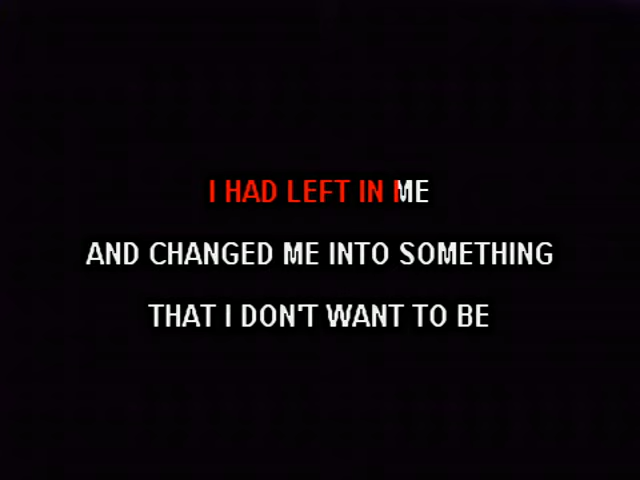 I HAD LEFT IN ME
AND CHANGED ME INTO SOMETHING
THAT I DON'T WANT TO BE